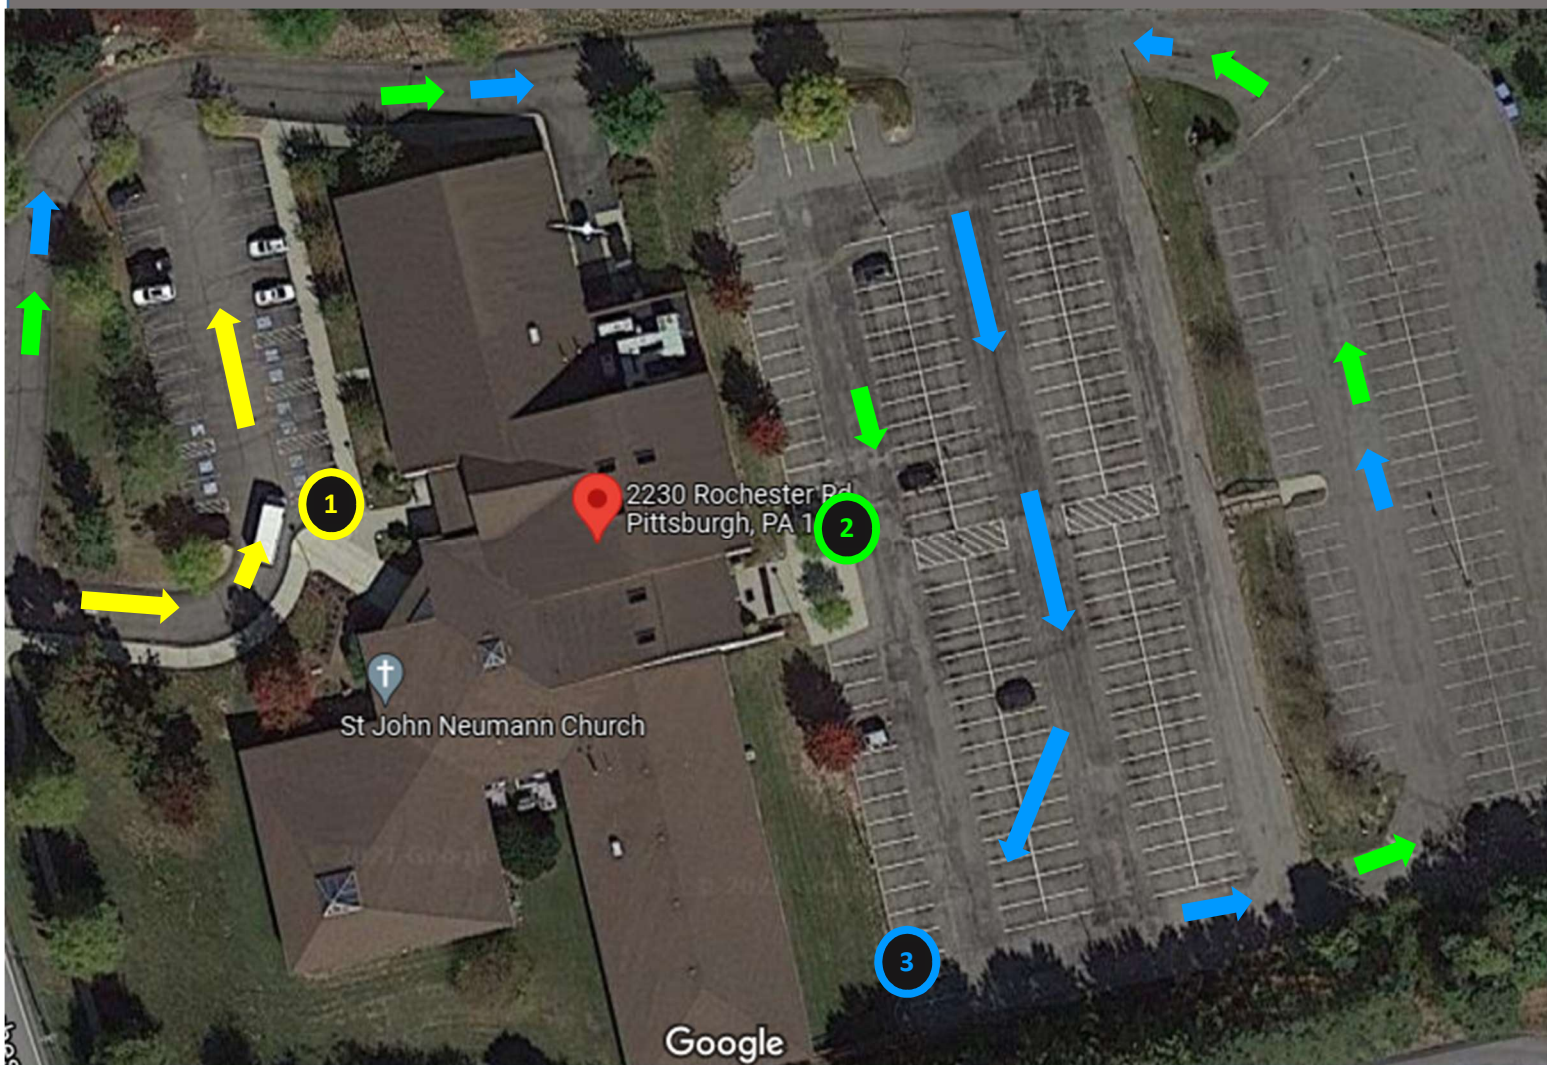 1
2230 Rochester Rd
Pittsburgh, PA 1
2
St John Neumann Church
3
Google